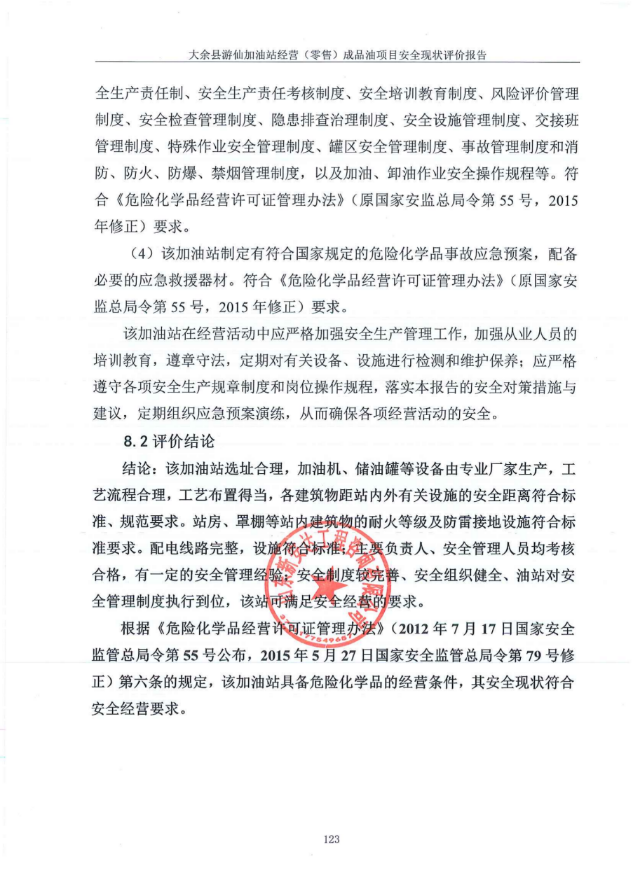 大余县游仙加油站经营（零售）成品油项目安全现状评价报告
全生产责任制、安全生产责任考核制度、安全培训教育制度、风险评价管理
制度、安全检查管理制度、隐患排查治理制度、安全设施管理制度、交接班
管理制度、特殊作业安全管理制度、罐区安全管理制度、事故管理制度和消
防、防火、防爆、禁烟管理制度，以及加油、卸油作业安全操作规程等。符
合《危险化学品经营许可证管理办法》（原国家安监总局令第 55 号，2015
年修正）要求。
（4）该加油站制定有符合国家规定的危险化学品事故应急预案，配备
必要的应急救援器材。符合《危险化学品经营许可证管理办法》（原国家安
监总局令第 55 号，2015 年修正）要求。
该加油站在经营活动中应严格加强安全生产管理工作，加强从业人员的
培训教育，遵章守法，定期对有关设备、设施进行检测和维护保养；应严格
遵守各项安全生产规章制度和岗位操作规程，落实本报告的安全对策措施与
建议，定期组织应急预案演练，从而确保各项经营活动的安全。
8.2 评价结论
结论：该加油站选址合理，加油机、储油罐等设备由专业厂家生产，工
艺流程合理，工艺布置得当，各建筑物距站内外有关设施的安全距离符合标
准、规范要求。站房、罩棚等站内建筑物的耐火等级及防雷接地设施符合标
准要求。配电线路完整，设施符合标准；主要负责人、安全管理人员均考核
合格，有一定的安全管理经验；安全制度较完善、安全组织健全、油站对安
全管理制度执行到位，该站可满足安全经营的要求。
根据《危险化学品经营许可证管理办法》（2012 年 7 月 17 日国家安全
监管总局令第 55 号公布，2015 年 5 月 27 日国家安全监管总局令第 79 号修
正）第六条的规定，该加油站具备危险化学品的经营条件，其安全现状符合
安全经营要求。
123